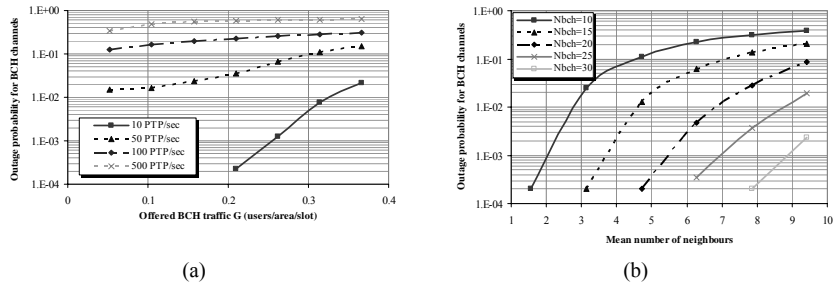 1.E+00
1.E-01
1.E-02
1.E-03
1.E-04
Outage probability for BCH channels
10 PTP/sec
50 PTP/sec
100 PTP/sec
500 PTP/sec
0 0.1 0.2 0.3 0.4
Offered BCH traffic G (users/area/slot)
(a)
1.E+00
1.E-01
1.E-02
1.E-03
1.E-04
Outage probability for BCH channels
Nbch=10
Nbch=15
Nbch=20
Nbch=25
Nbch=30
1 2 3 4 5 6 7 8 9 10
Mean number of neighbours
(b)